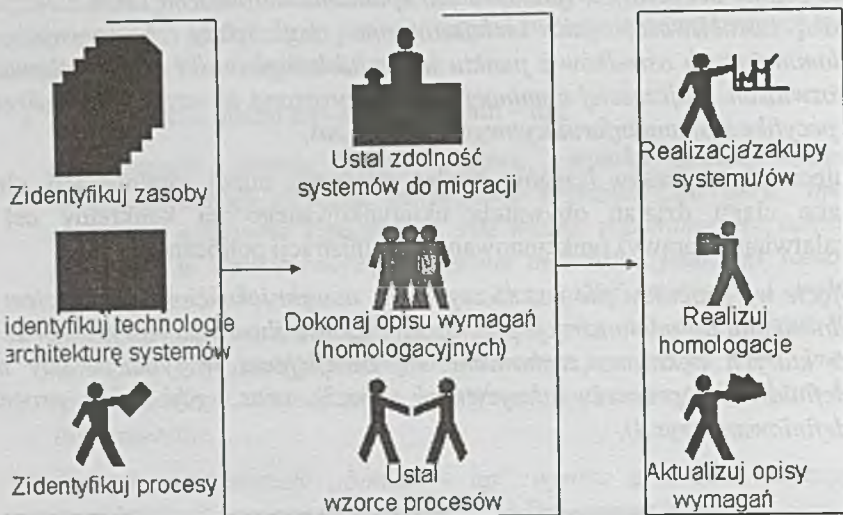 Zidentyfikuj zasoby
identyfikuj technologie
architekturę systemów
Zidentyfikuj procesy
Ustal zdolność
systemów do migracji
Dokonaj opisu wymagań
(homologacyjnych)
Ustal
wzorce procesów
Realizacja/zakupy
systemu/ów
Realizuj
homologacje
Aktualizuj opisy
wymagań